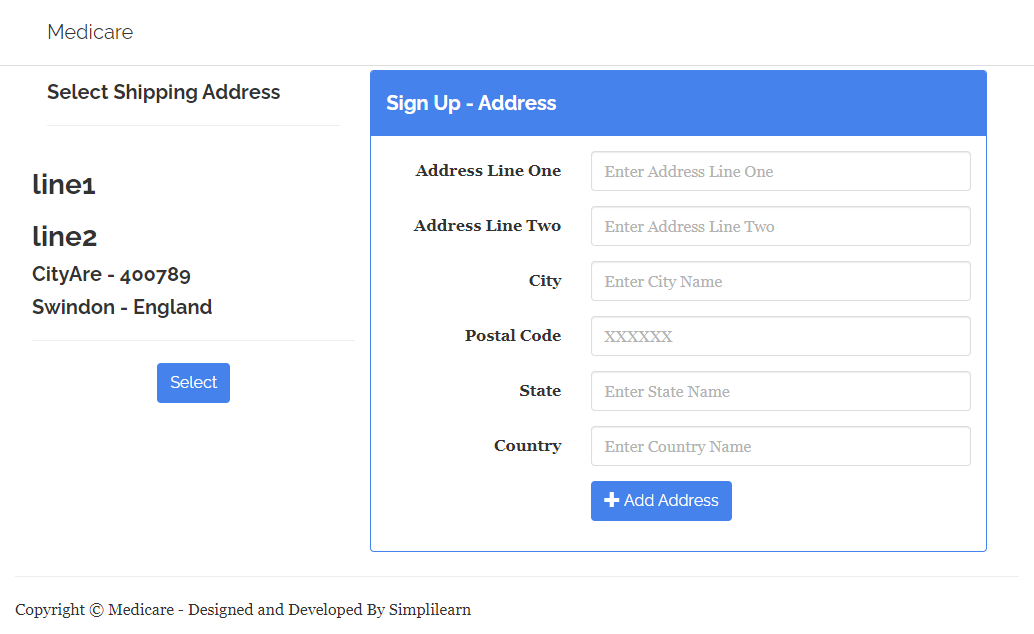 Medicare
Select Shipping Address
line1
line2
CityAre - 400789
Swindon - England
Select
Sign Up - Address
Address Line One Enter Address Line One
Address Line Two Enter Address Line Two
City Enter City Name
Postal Code XXXXXX
State Enter State Name
Country Enter Country Name
Add Address
Copyright © Medicare - Designed and Developed By Simplilearn